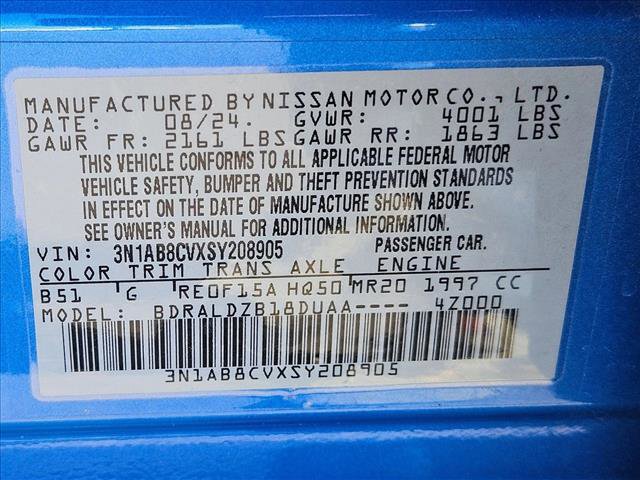 MANUFACTURED BY NISSAN MOTOR CO., LTD.
DATE: 08/24. GVWR: 4001 LBS
GAWR FR: 2161 LBS GAWR RR: 1863 LBS
THIS VEHICLE CONFORMS TO ALL APPLICABLE FEDERAL MOTOR
VEHICLE SAFETY, BUMPER AND THEFT PREVENTION STANDARDS
IN EFFECT ON THE DATE OF MANUFACTURE SHOWN ABOVE.
SEE OWNER'S MANUAL FOR ADDITIONAL INFORMATION.
VIN: 3N1AB8CVXSY208905 PASSENGER CAR.
COLOR TRIM TRANS AXLE ENGINE
B51 G RE0F15A HQ50 MR20 1997 CC
MODEL: BDRALDZB18DUAA---- 4Z000
3N1AB8CVXSY208905